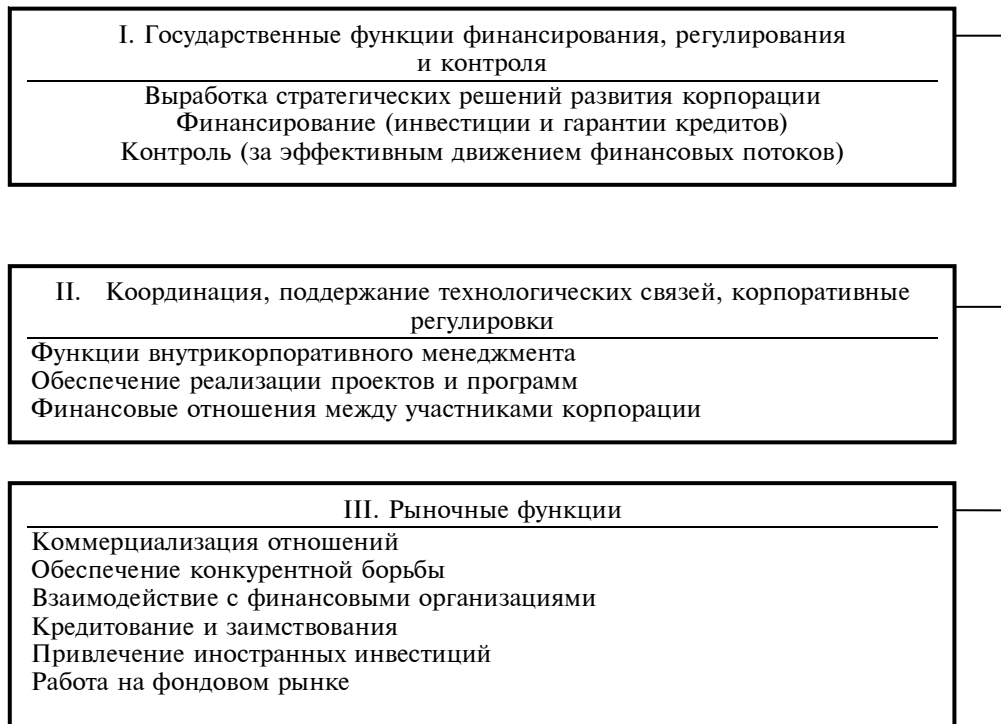 I. Государственные функции финансирования, регулирования
и контроля
Выработка стратегических решений развития корпорации
Финансирование (инвестиции и гарантии кредитов)
Контроль (за эффективным движением финансовых потоков)
II. Координация, поддержание технологических связей, корпоративные
регулировки
Функции внутрикорпоративного менеджмента
Обеспечение реализации проектов и программ
Финансовые отношения между участниками корпорации
III. Рыночные функции
Коммерциализация отношений
Обеспечение конкурентной борьбы
Взаимодействие с финансовыми организациями
Кредитование и заимствования
Привлечение иностранных инвестиций
Работа на фондовом рынке